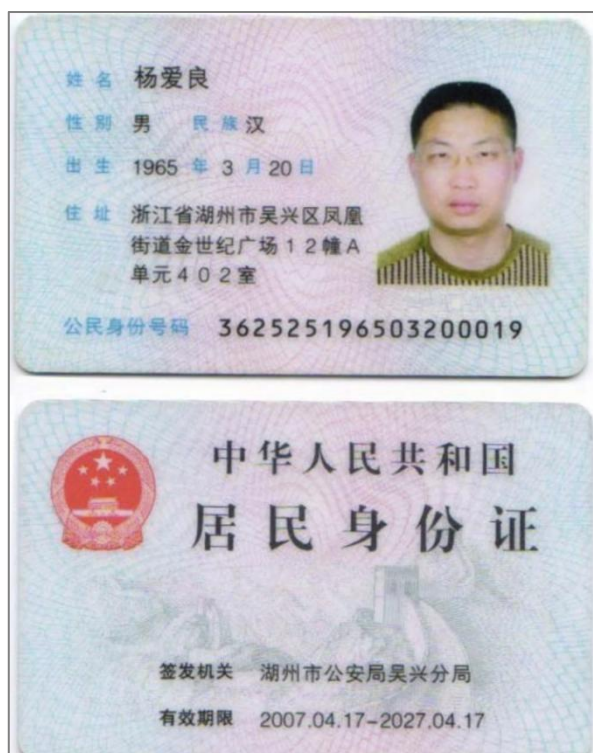 姓名 杨爱良
性别 男 民族 汉
出生 1965 年 3 月 20 日
住址 浙江省湖州市吴兴区凤凰
街道金世纪广场12幢A
单元402室
公民身份号码 362525196503200019
中华人民共和国
居民身份证
签发机关 湖州市公安局吴兴分局
有效期限 2007.04.17-2027.04.17